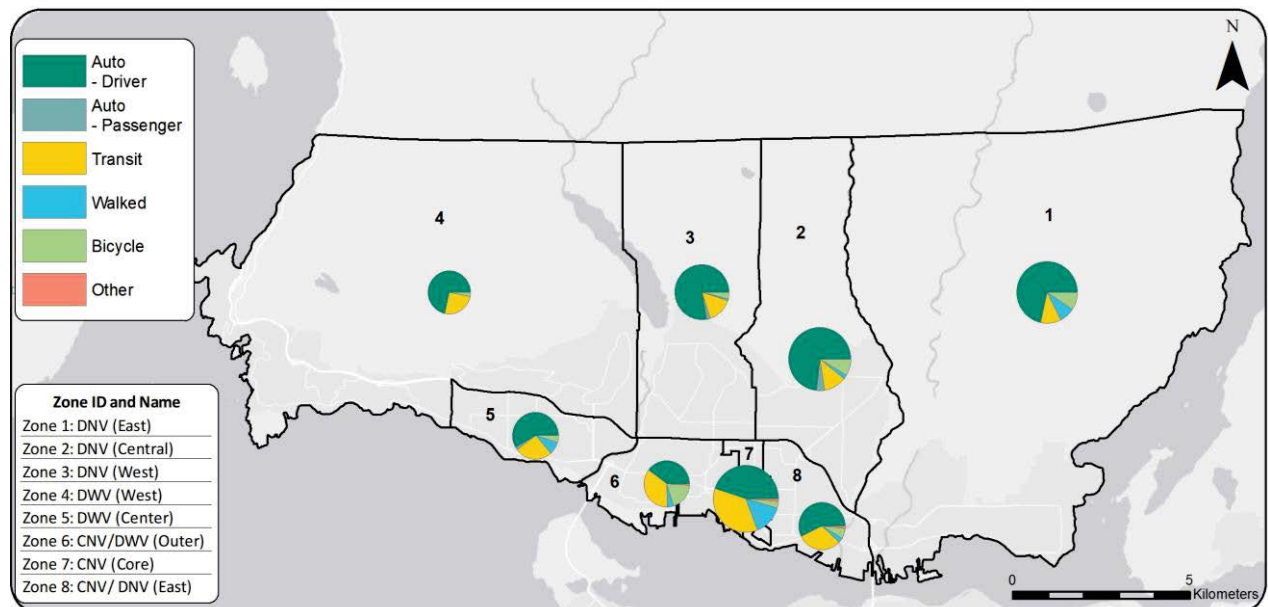 N
Auto
- Driver
Auto
- Passenger
Transit
Walked
Bicycle
Other
4
3
2
1
5
6
7
8
Zone ID and Name
Zone 1: DNV (East)
Zone 2: DNV (Central)
Zone 3: DNV (West)
Zone 4: DWV (West)
Zone 5: DWV (Center)
Zone 6: CNV/DWV (Outer)
Zone 7: CNV (Core)
Zone 8: CNV/ DNV (East)
0 5
Kilometers